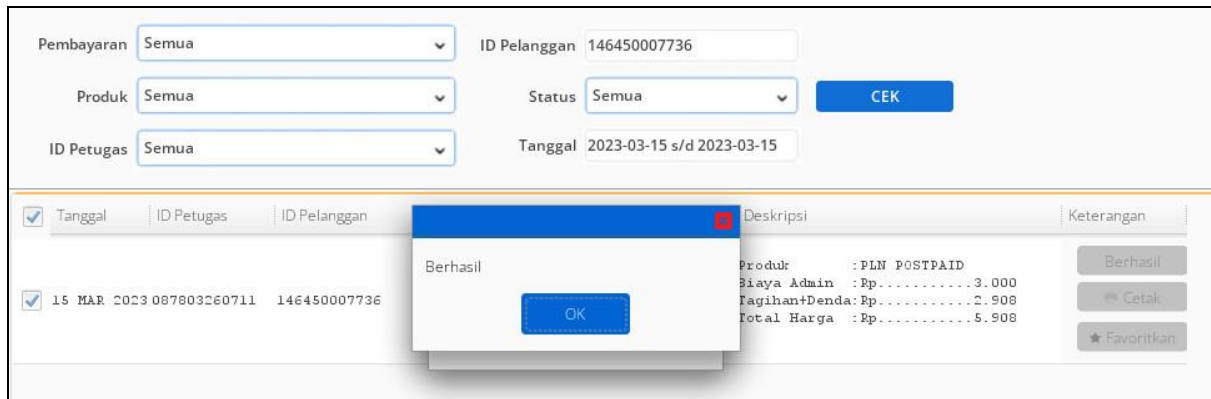 Pembayaran Semua ID Pelanggan 146450007736
Produk Semua Status Semua CEK
ID Petugas Semua Tanggal 2023-03-15 s/d 2023-03-15
Tanggal ID Petugas ID Pelanggan Deskripsi Keterangan
Berhasil
OK
15 MAR 2023 087803260711 146450007736
Produk :PLN POSTPAID
Biaya Admin :Rp...........3.000
Tagihan+Denda:Rp...........2.908
Total Harga :Rp...........5.908
Berhasil
Cetak
Favoritkan